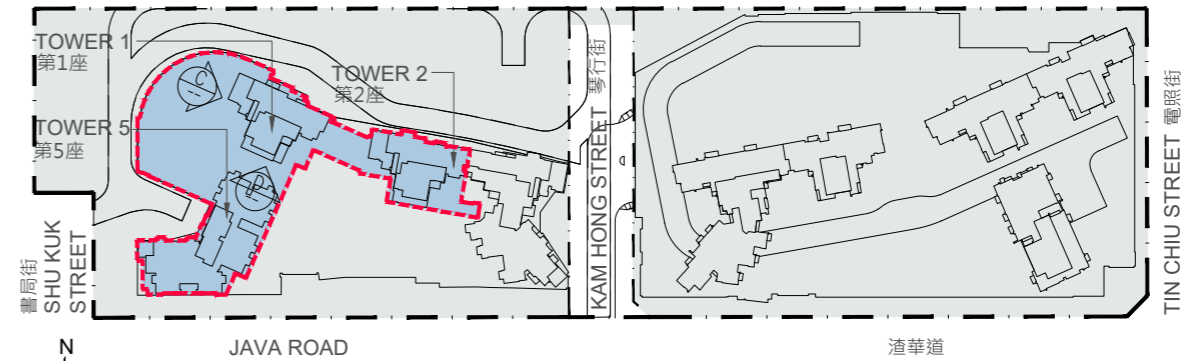 TOWER 1
第1座
TOWER 2
第2座
TOWER 5
第5座
C
D
書局街
SHU KUK
STREET
KAM HONG STREET 琴行街
TIN CHIU STREET 電照街
N
JAVA ROAD
渣華道